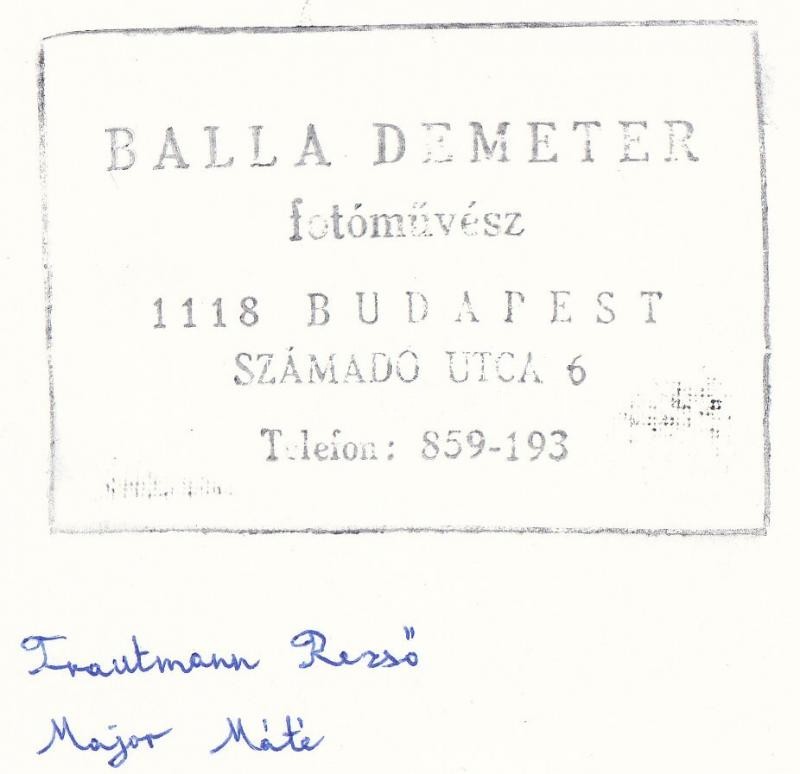 BALLA DEMETER
fotóművész
1118 BUDAPEST
SZÁMADÓ UTCA 6
Telefon: 859-193
Trautmann Rezső
Major Máté